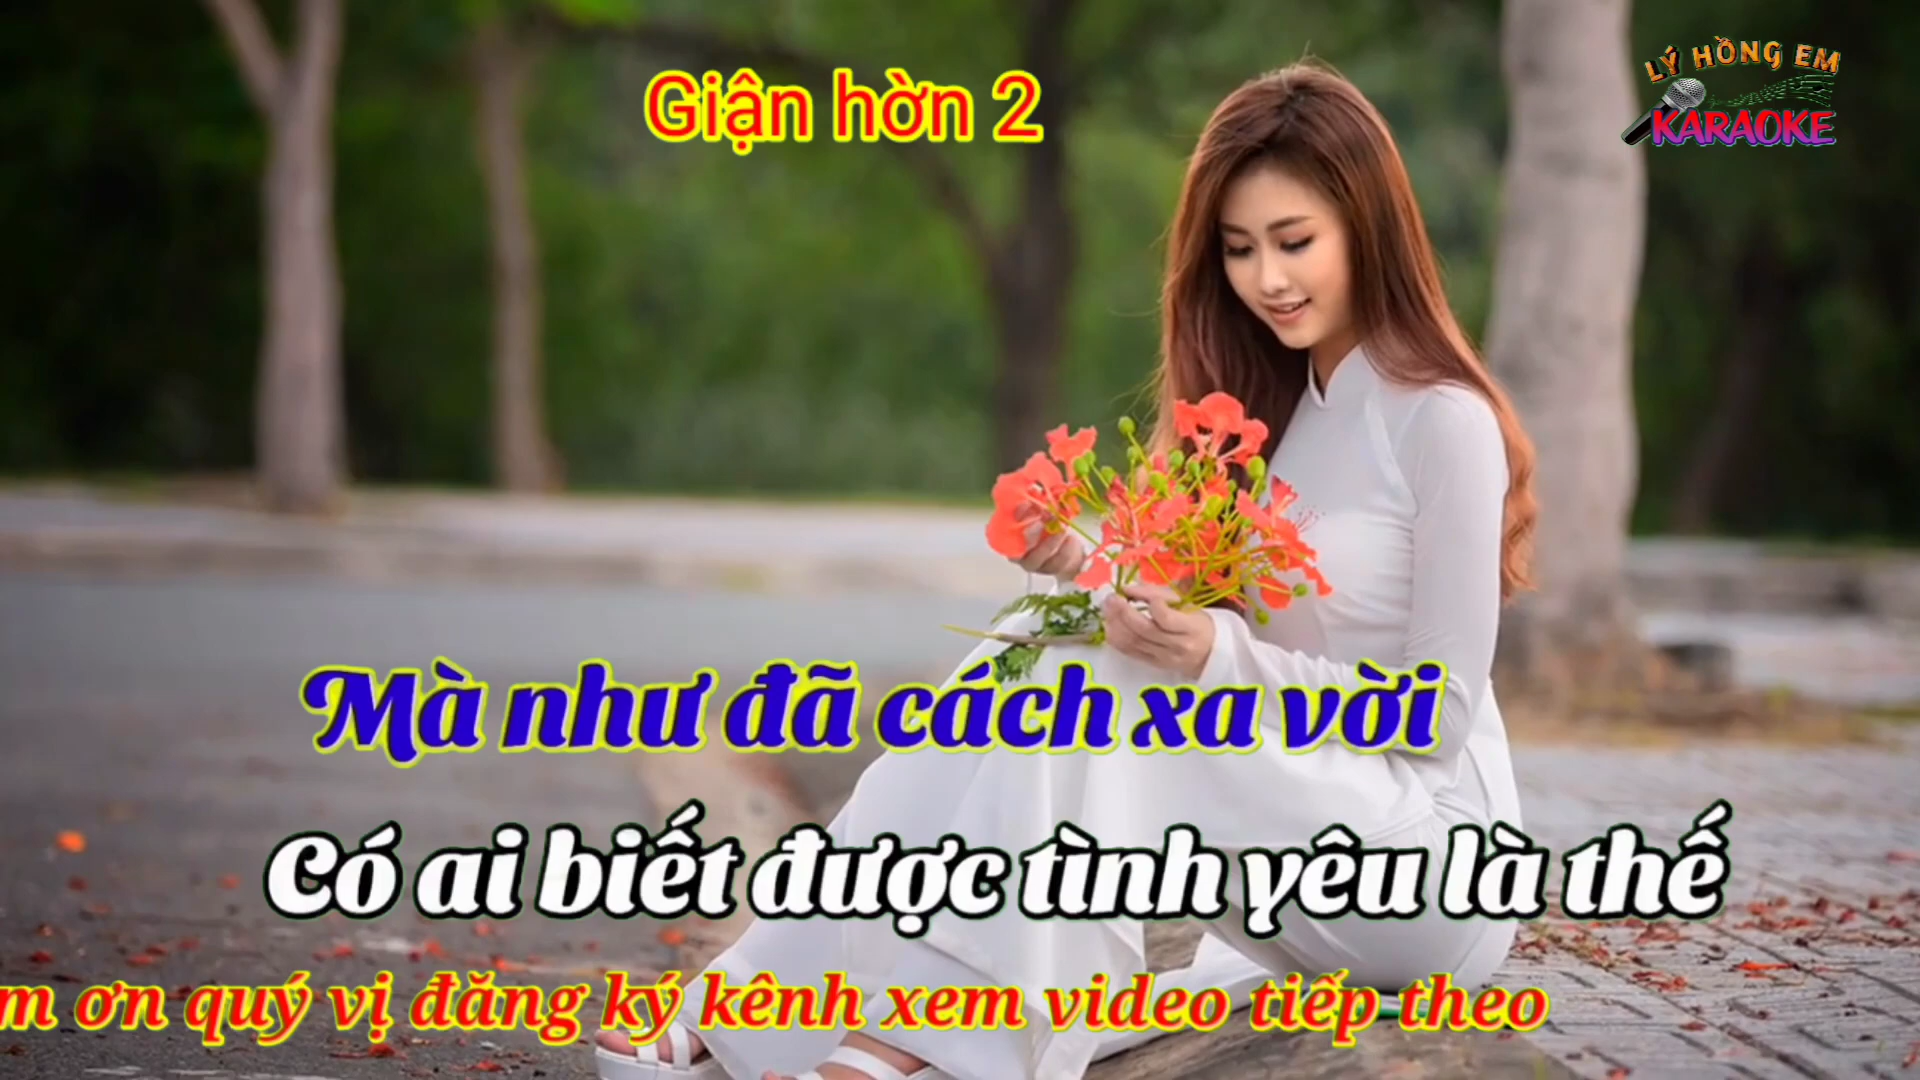 Giận hờn 2
LÝ HỒNG EM
KARAOKE
Mà như đã cách xa vời
Có ai biết được tình yêu là thế
m ơn quý vị đăng ký kênh xem video tiếp theo